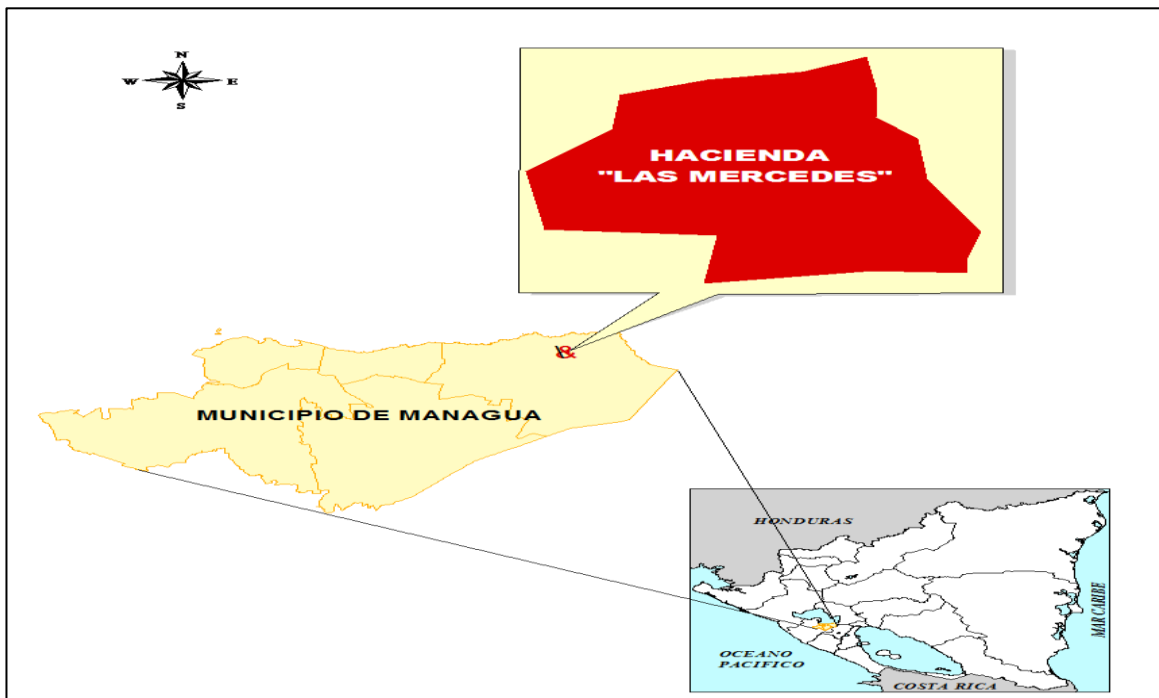 N
W E
S
HACIENDA
"LAS MERCEDES"
&
MUNICIPIO DE MANAGUA
HONDURAS
MAR CARIBE
OCEANO
PACIFICO
COSTA RICA